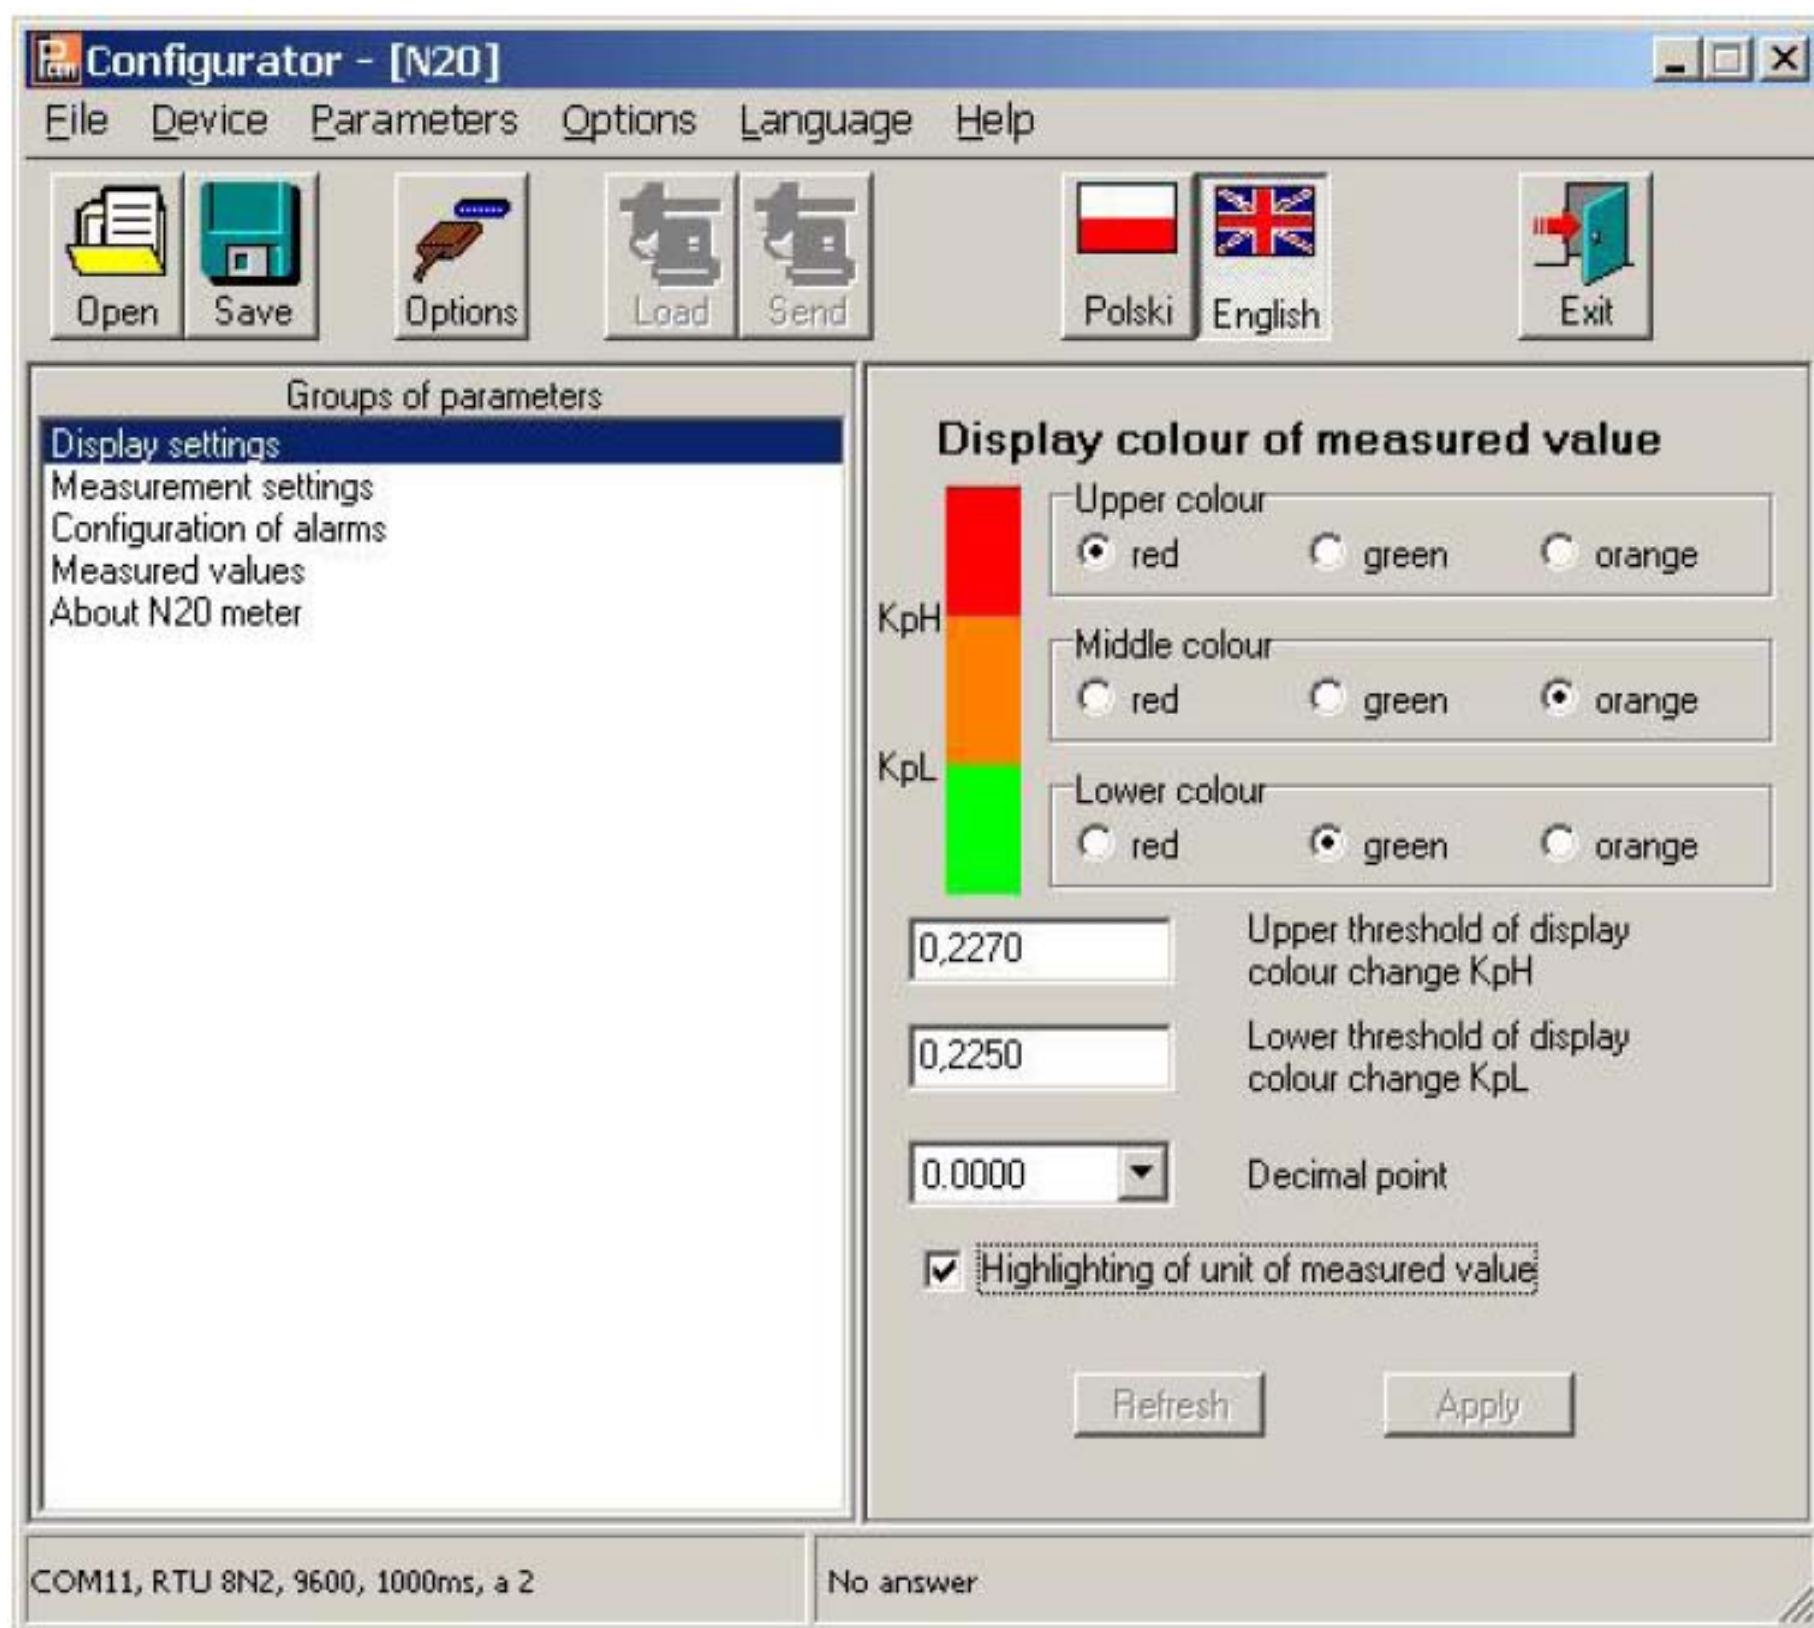 Configurator - [N20]
File Device Parameters Options Language Help
Open Save Options Load Send Polski English Exit
Groups of parameters
Display settings
Measurement settings
Configuration of alarms
Measured values
About N20 meter
Display colour of measured value
Upper colour
red green orange
KpH
Middle colour
red green orange
KpL
Lower colour
red green orange
0,2270
Upper threshold of display
colour change KpH
0,2250
Lower threshold of display
colour change KpL
0.0000 Decimal point
Highlighting of unit of measured value
Refresh Apply
COM11, RTU 8N2, 9600, 1000ms, a 2
No answer